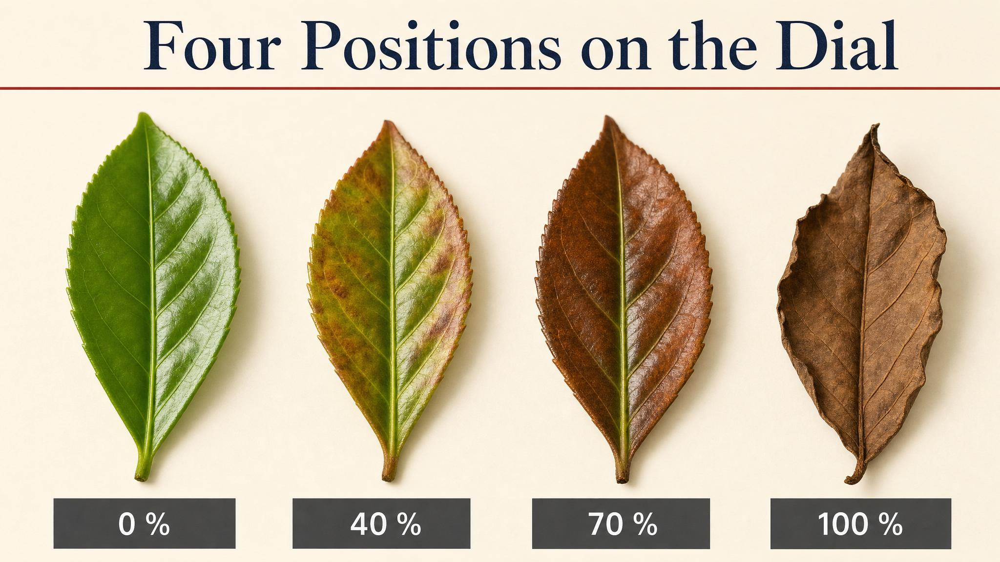 Four Positions on the Dial
0 %
40 %
70 %
100 %